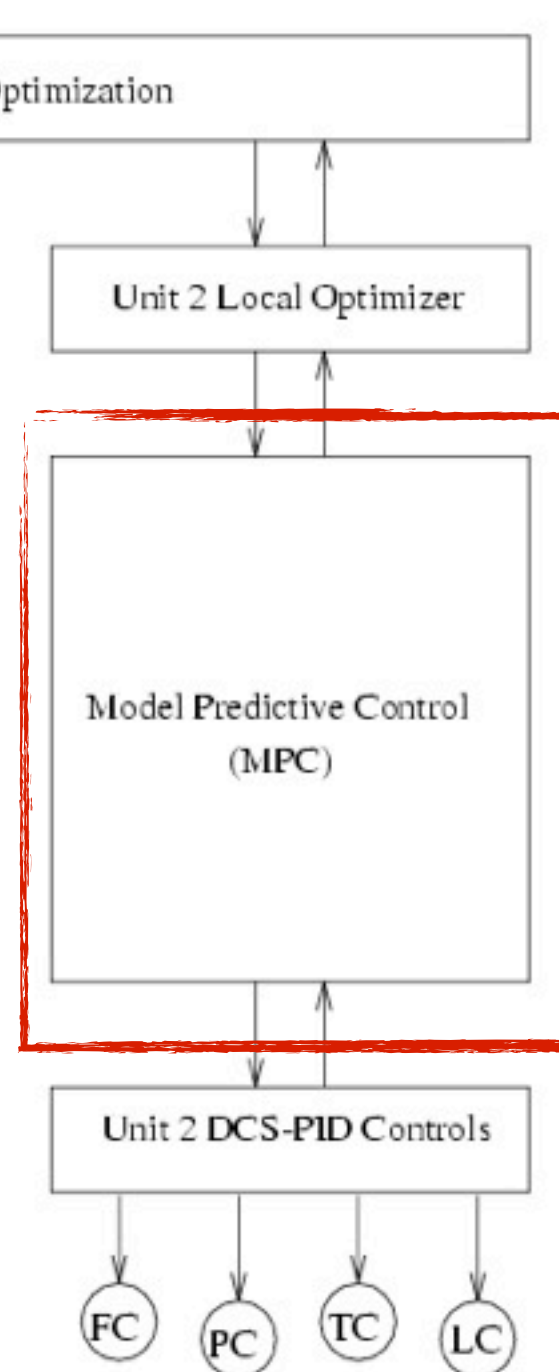 ptimization
Unit 2 Local Optimizer
Model Predictive Control
(MPC)
Unit 2 DCS-PID Controls
FC PC TC LC